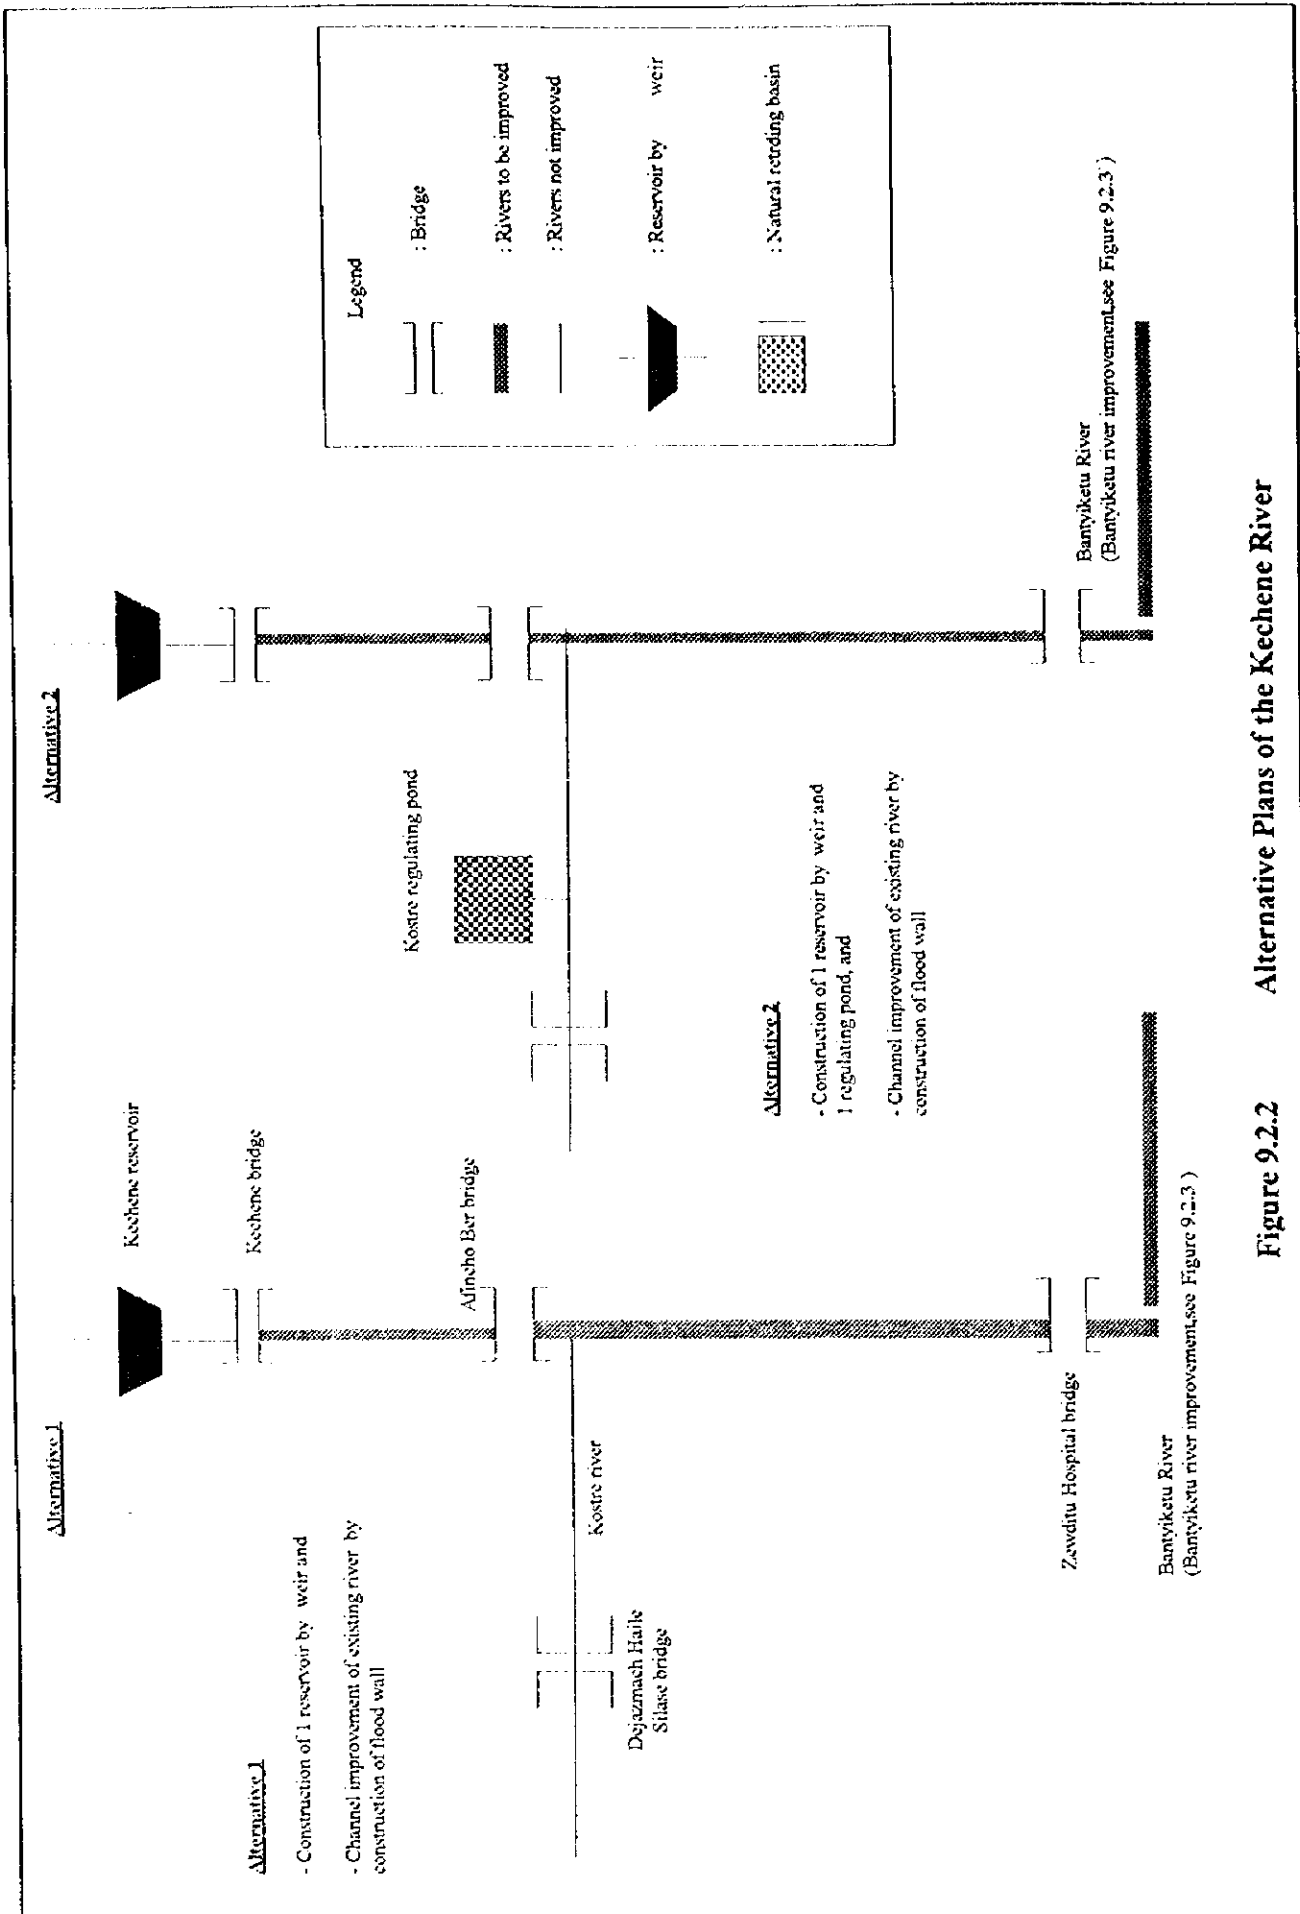 Alternative 1
Alternative 2
Kechene reservoir
Kechene bridge
Alternative 1
- Construction of 1 reservoir by weir and
- Channel improvement of existing river by
construction of flood wall
Afincho Ber bridge
Kostre river
Dejazmach Haile
Silase bridge
Zewditu Hospital bridge
Bantyiketu River
(Bantyiketu river improvement,see Figure 9.2.3 )
Kostre regulating pond
Alternative 2
- Construction of 1 reservoir by weir and
1 regulating pond, and
- Channel improvement of existing river by
construction of flood wall
Bantyiketu River
(Bantyiketu river improvement,see Figure 9.2.3 )
Legend
: Bridge
: Rivers to be improved
: Rivers not improved
: Reservoir by weir
: Natural retrding basin
Figure 9.2.2 Alternative Plans of the Kechene River